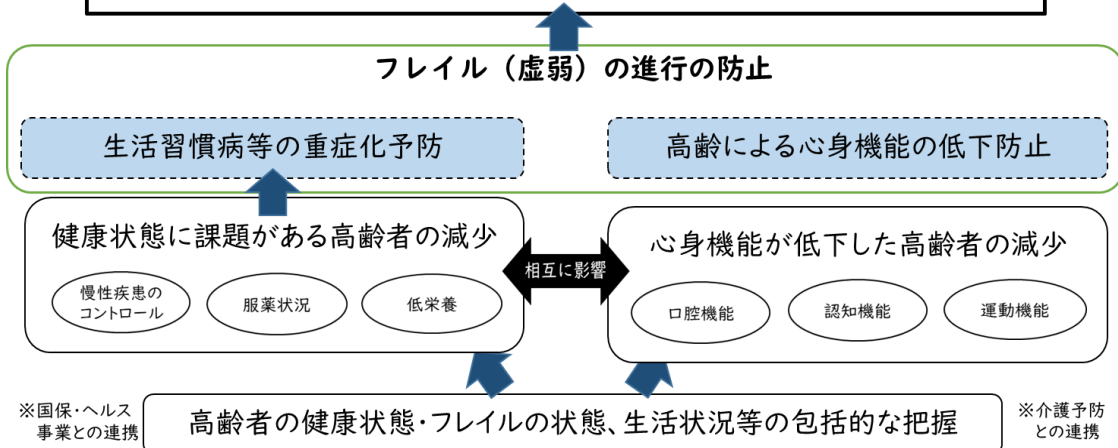 フレイル（虚弱）の進行の防止
生活習慣病等の重症化予防
高齢による心身機能の低下防止
健康状態に課題がある高齢者の減少
慢性疾患の
コントロール
服薬状況
低栄養
相互に影響
心身機能が低下した高齢者の減少
口腔機能
認知機能
運動機能
※国保・ヘルス
事業との連携
高齢者の健康状態・フレイルの状態、生活状況等の包括的な把握
※介護予防
との連携